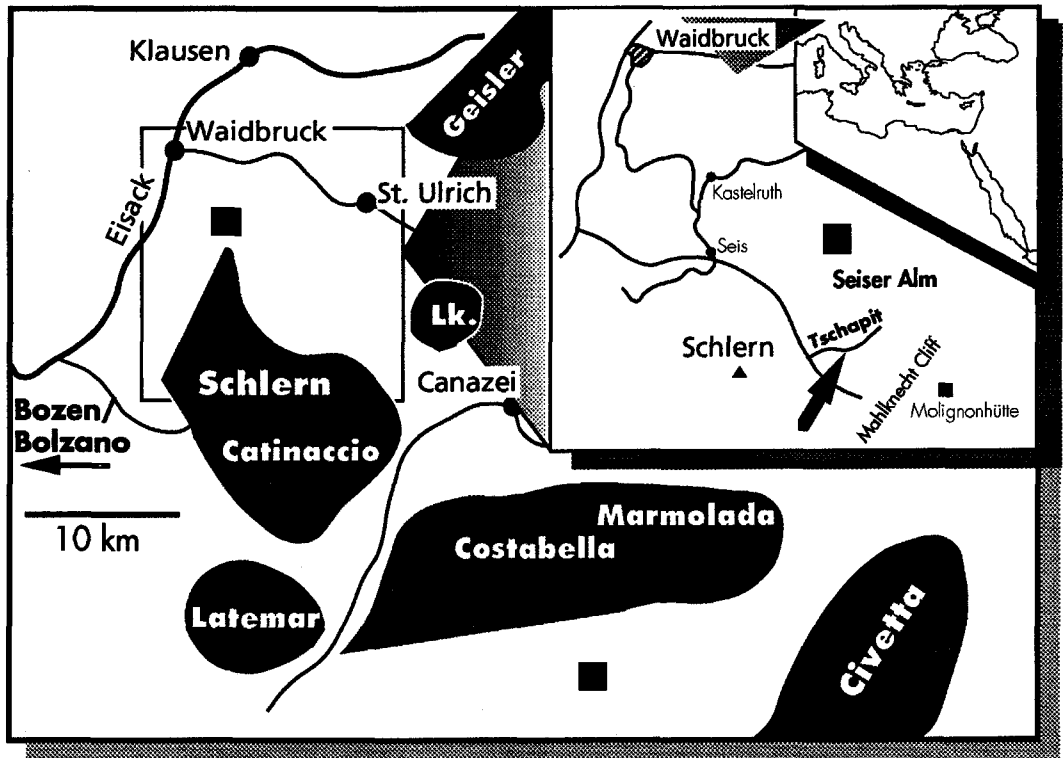 Klausen
Geisler
Waidbruck
Eisack
St. Ulrich
Lk.
Schlern
Catinaccio
Canazei
Bozen/
Bolzano
10 km
Marmolada
Costabella
Latemar
Civetta
Waidbruck
Kastelruth
Seis
Seiser Alm
Tschapit
Schlern
Mahlknecht Cliff
Molignonhütte